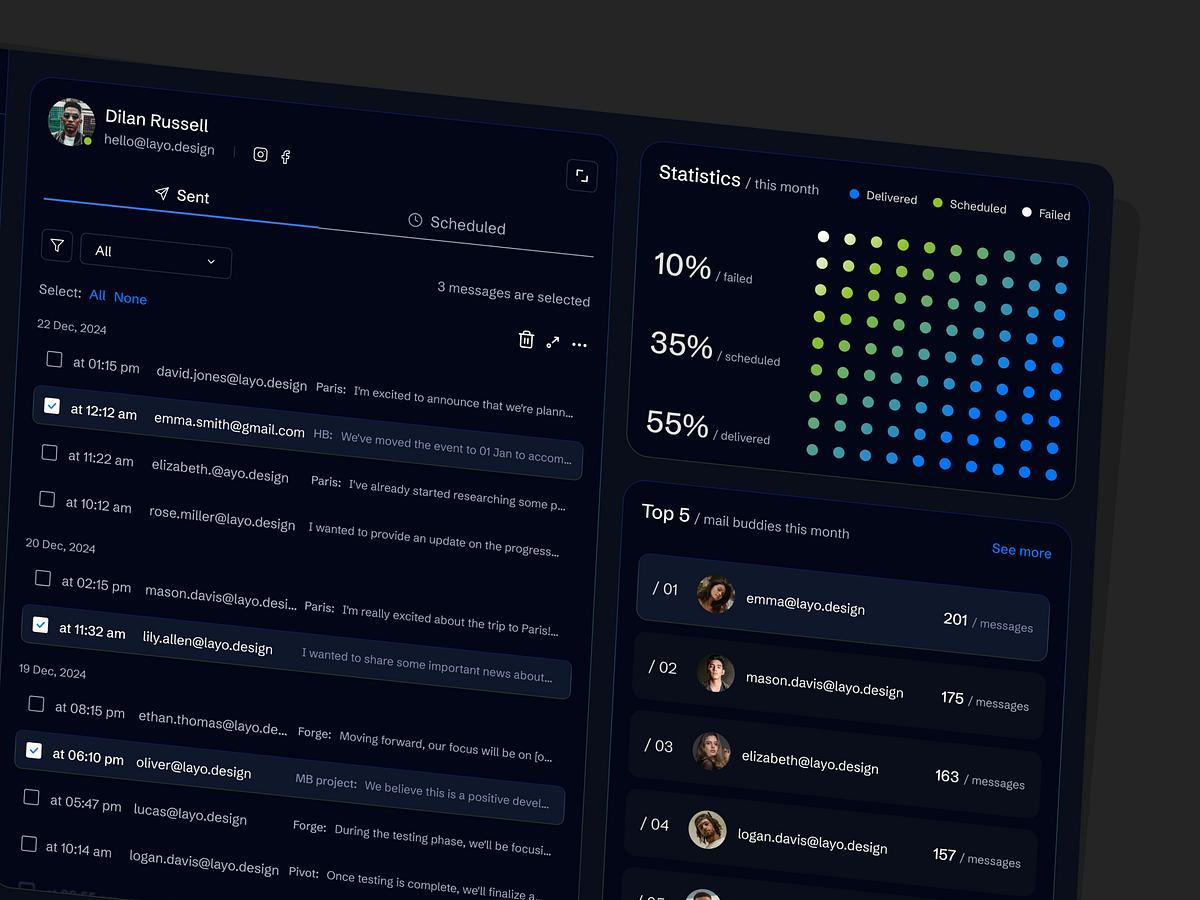 Dilan Russell
hello@layo.design
Sent
Scheduled
All
Select: All None
3 messages are selected
22 Dec, 2024
at 01:15 pm david.jones@layo.design Paris: I'm excited to announce that we're plann...
at 12:12 am emma.smith@gmail.com HB: We've moved the event to 01 Jan to accom...
at 11:22 am elizabeth.@ayo.design Paris: I've already started researching some p...
at 10:12 am rose.miller@layo.design I wanted to provide an update on the progress...
20 Dec, 2024
at 02:15 pm mason.davis@layo.desi... Paris: I'm really excited about the trip to Paris!...
at 11:32 am lily.allen@layo.design I wanted to share some important news about...
19 Dec, 2024
at 08:15 pm ethan.thomas@layo.de... Forge: Moving forward, our focus will be on [o...
at 06:10 pm oliver@layo.design MB project: We believe this is a positive devel...
at 05:47 pm lucas@layo.design Forge: During the testing phase, we'll be focusi...
at 10:14 am logan.davis@layo.design Pivot: Once testing is complete, we'll finalize a...
Statistics / this month
Delivered Scheduled Failed
10% / failed
35% / scheduled
55% / delivered
Top 5 / mail buddies this month
See more
/ 01 emma@layo.design 201 / messages
/ 02 mason.davis@layo.design 175 / messages
/ 03 elizabeth@layo.design 163 / messages
/ 04 logan.davis@layo.design 157 / messages